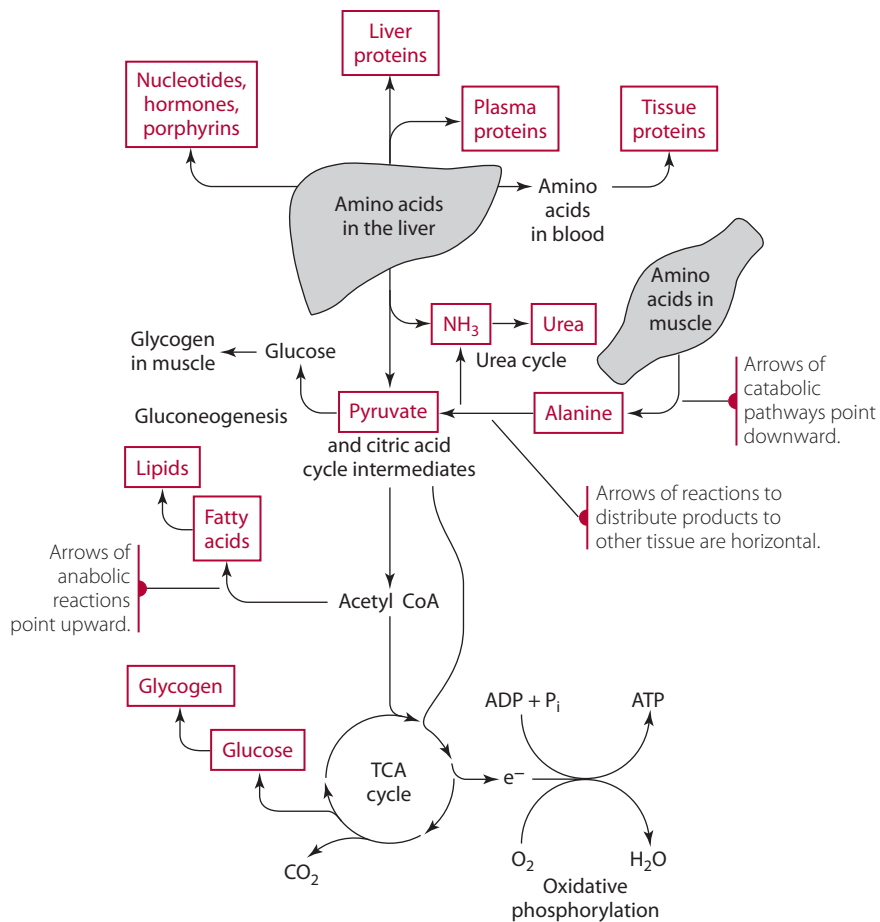 Liver
proteins
Nucleotides,
hormones,
porphyrins
Plasma
proteins
Tissue
proteins
Amino acids
in the liver
Amino
acids
in blood
Amino
acids in
muscle
NH₃
Urea
Urea cycle
Glycogen
in muscle
Glucose
Gluconeogenesis
Pyruvate
and citric acid
cycle intermediates
Alanine
Arrows of
catabolic
pathways point
downward.
Arrows of reactions to
distribute products to
other tissue are horizontal.
Lipids
Fatty
acids
Arrows of
anabolic
reactions
point upward.
Acetyl CoA
Glycogen
Glucose
TCA
cycle
CO₂
ADP + Pᵢ
ATP
e⁻
O₂
H₂O
Oxidative
phosphorylation